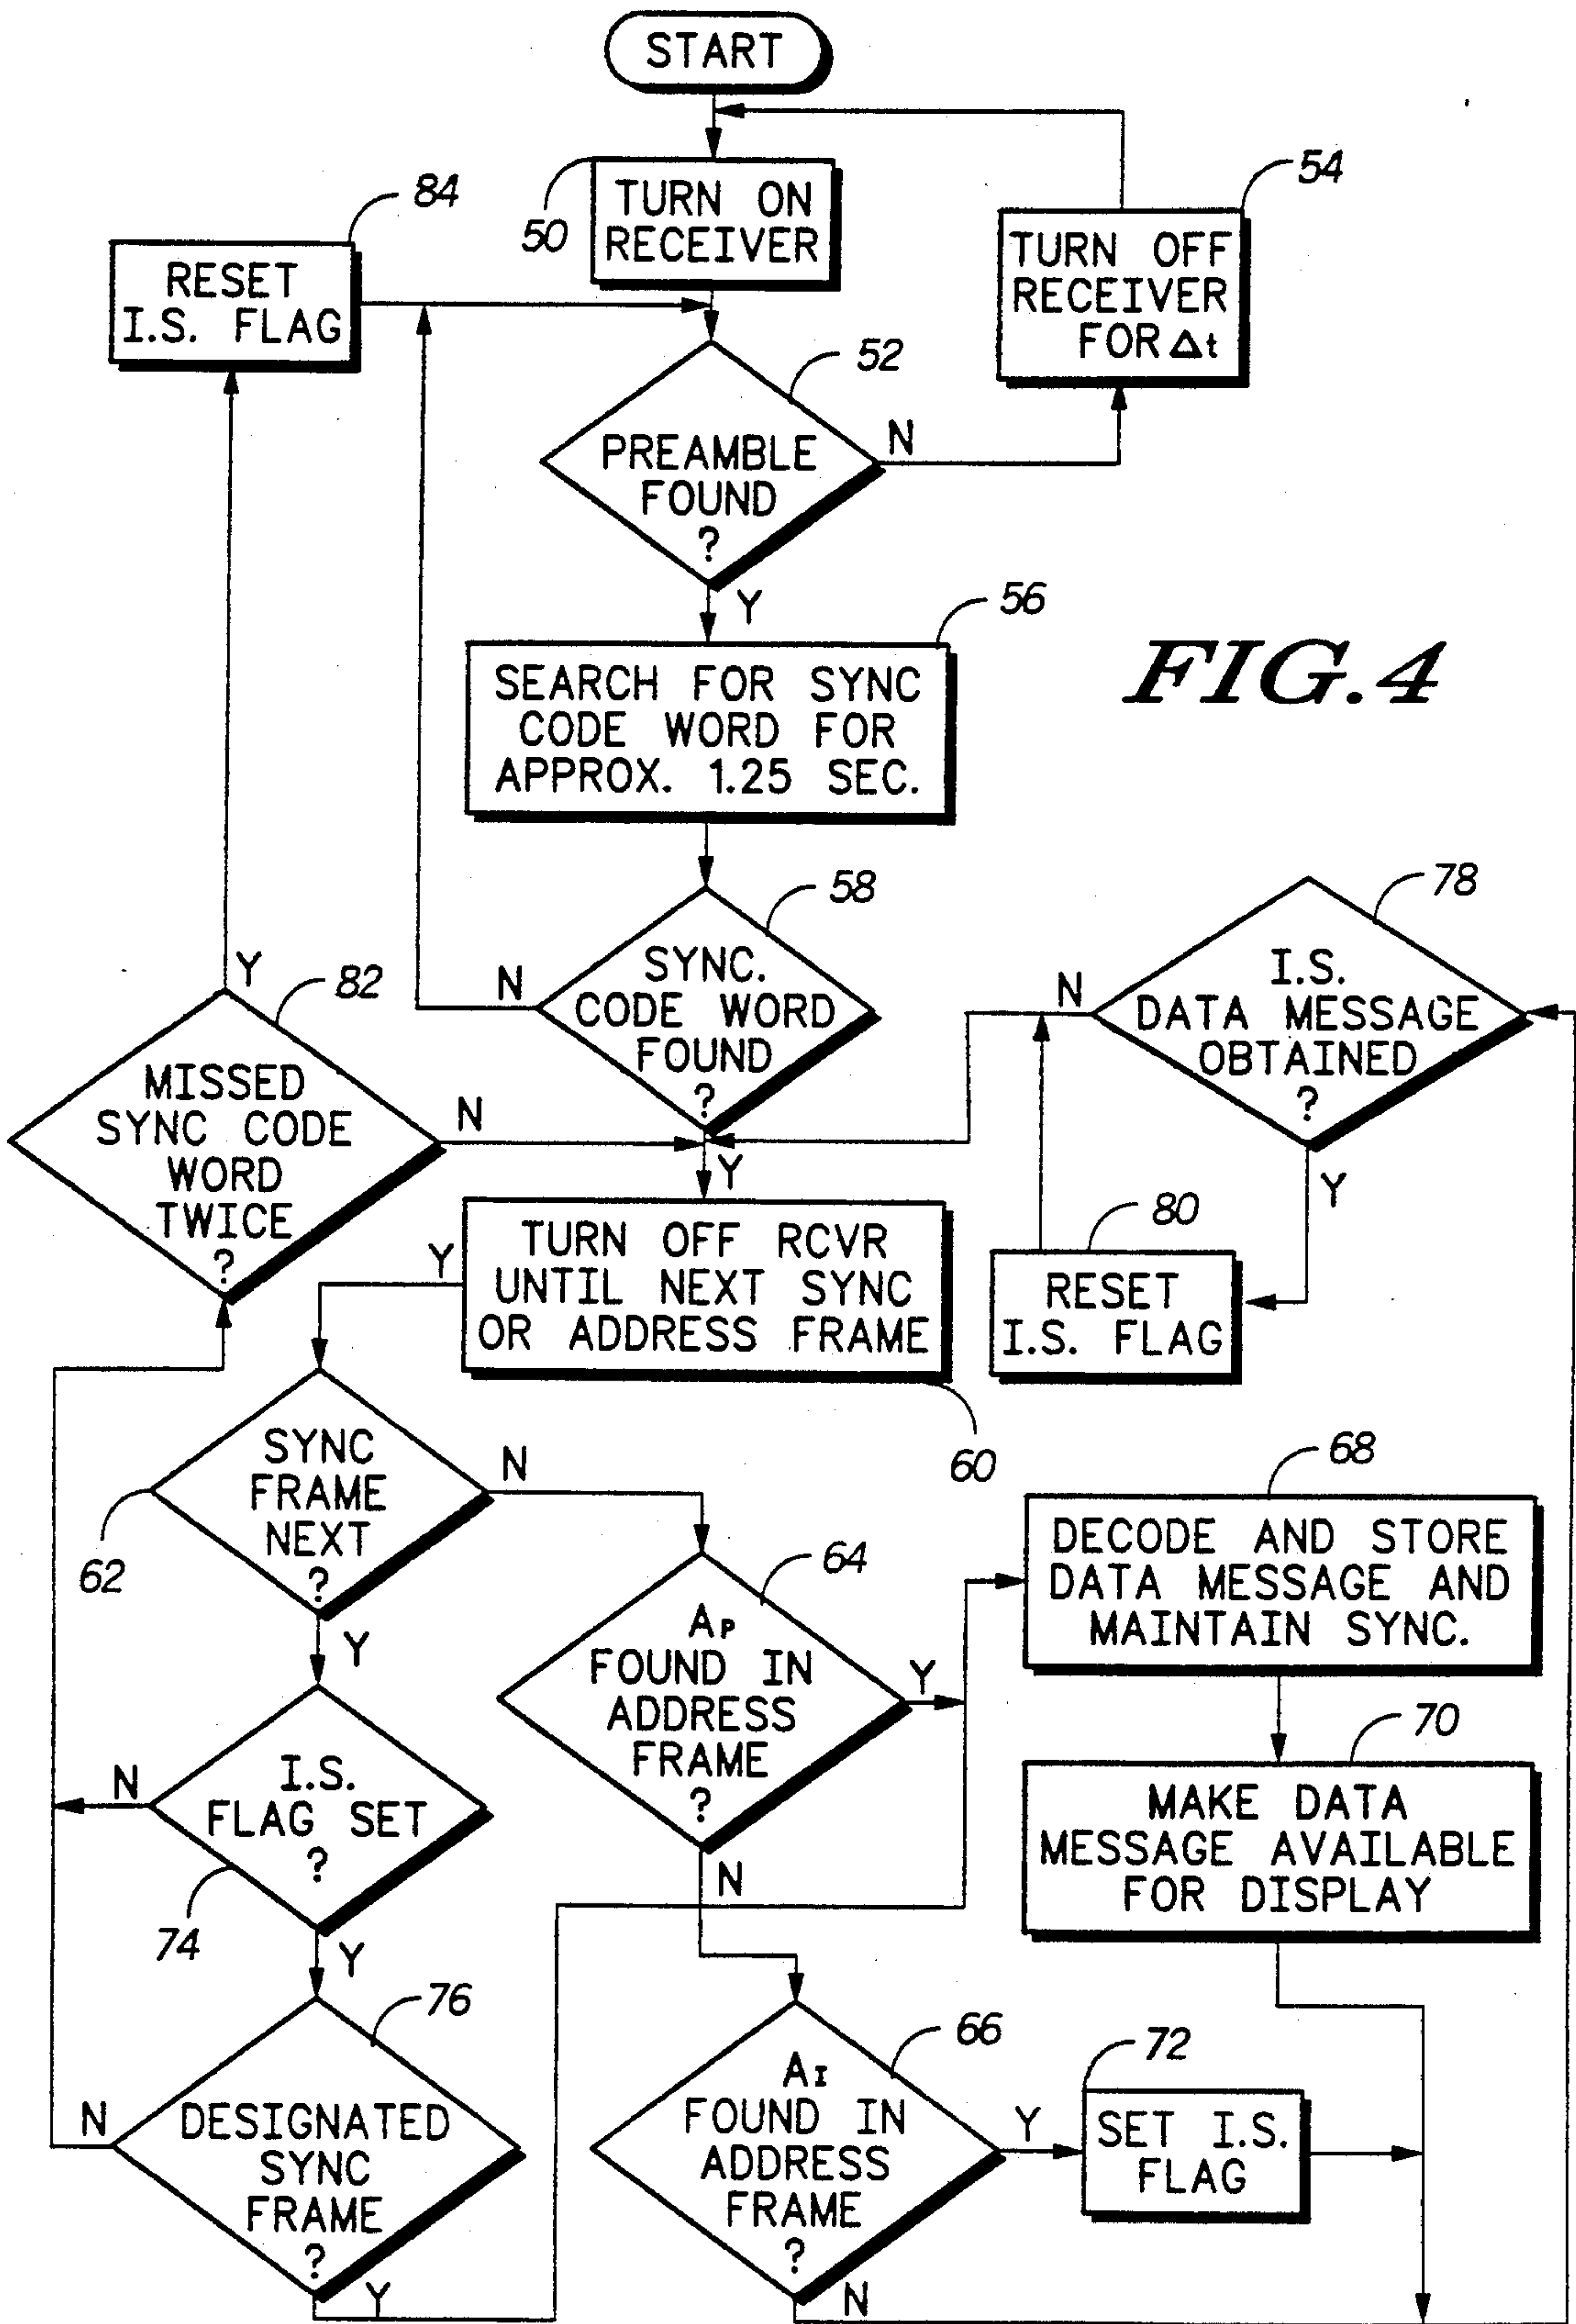 START
TURN ON
RECEIVER
50
54
TURN OFF
RECEIVER
FOR Δt
84
RESET
I.S. FLAG
52
PREAMBLE
FOUND
?
N
Y
56
SEARCH FOR SYNC
CODE WORD FOR
APPROX. 1.25 SEC.
FIG.4
58
SYNC.
CODE WORD
FOUND
?
N
Y
78
I.S.
DATA MESSAGE
OBTAINED
?
N
Y
80
RESET
I.S. FLAG
82
MISSED
SYNC CODE
WORD
TWICE
?
Y
N
TURN OFF RCVR
UNTIL NEXT SYNC
OR ADDRESS FRAME
Y
60
SYNC
FRAME
NEXT
?
62
N
Y
64
AP
FOUND IN
ADDRESS
FRAME
?
Y
N
68
DECODE AND STORE
DATA MESSAGE AND
MAINTAIN SYNC.
70
MAKE DATA
MESSAGE AVAILABLE
FOR DISPLAY
I.S.
FLAG SET
?
N
74
Y
76
DESIGNATED
SYNC
FRAME
?
N
Y
66
AI
FOUND IN
ADDRESS
FRAME
?
Y
N
72
SET I.S.
FLAG